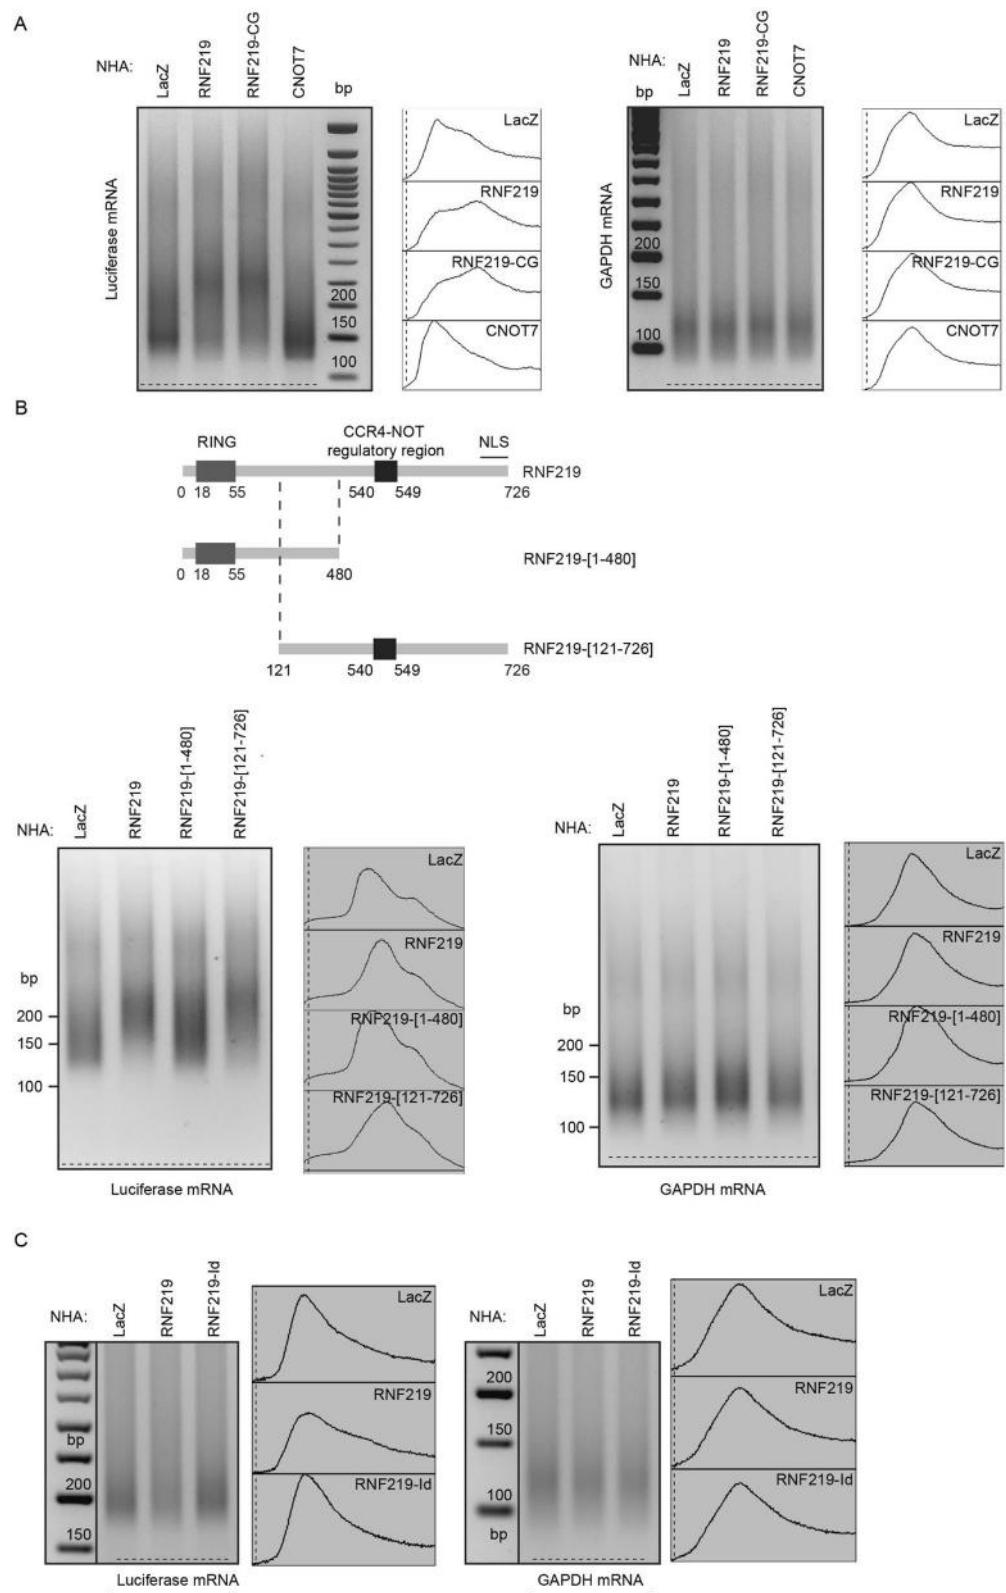 A
NHA:
LacZ
RNF219
RNF219-CG
CNOT7
bp
Luciferase mRNA
200
150
100
LacZ
RNF219
RNF219-CG
CNOT7
NHA:
bp
LacZ
RNF219
RNF219-CG
CNOT7
GAPDH mRNA
200
150
100
LacZ
RNF219
RNF219-CG
CNOT7
B
RING
CCR4-NOT
regulatory region
NLS
RNF219
0 18 55 540 549 726
RNF219-[1-480]
0 18 55 480
RNF219-[121-726]
121 540 549 726
NHA:
LacZ
RNF219
RNF219-[1-480]
RNF219-[121-726]
bp
200
150
100
Luciferase mRNA
LacZ
RNF219
RNF219-[1-480]
RNF219-[121-726]
NHA:
LacZ
RNF219
RNF219-[1-480]
RNF219-[121-726]
bp
200
150
100
GAPDH mRNA
LacZ
RNF219
RNF219-[1-480]
RNF219-[121-726]
C
NHA:
LacZ
RNF219
RNF219-Id
bp
200
150
Luciferase mRNA
LacZ
RNF219
RNF219-Id
NHA:
LacZ
RNF219
RNF219-Id
200
150
100
bp
GAPDH mRNA
LacZ
RNF219
RNF219-Id